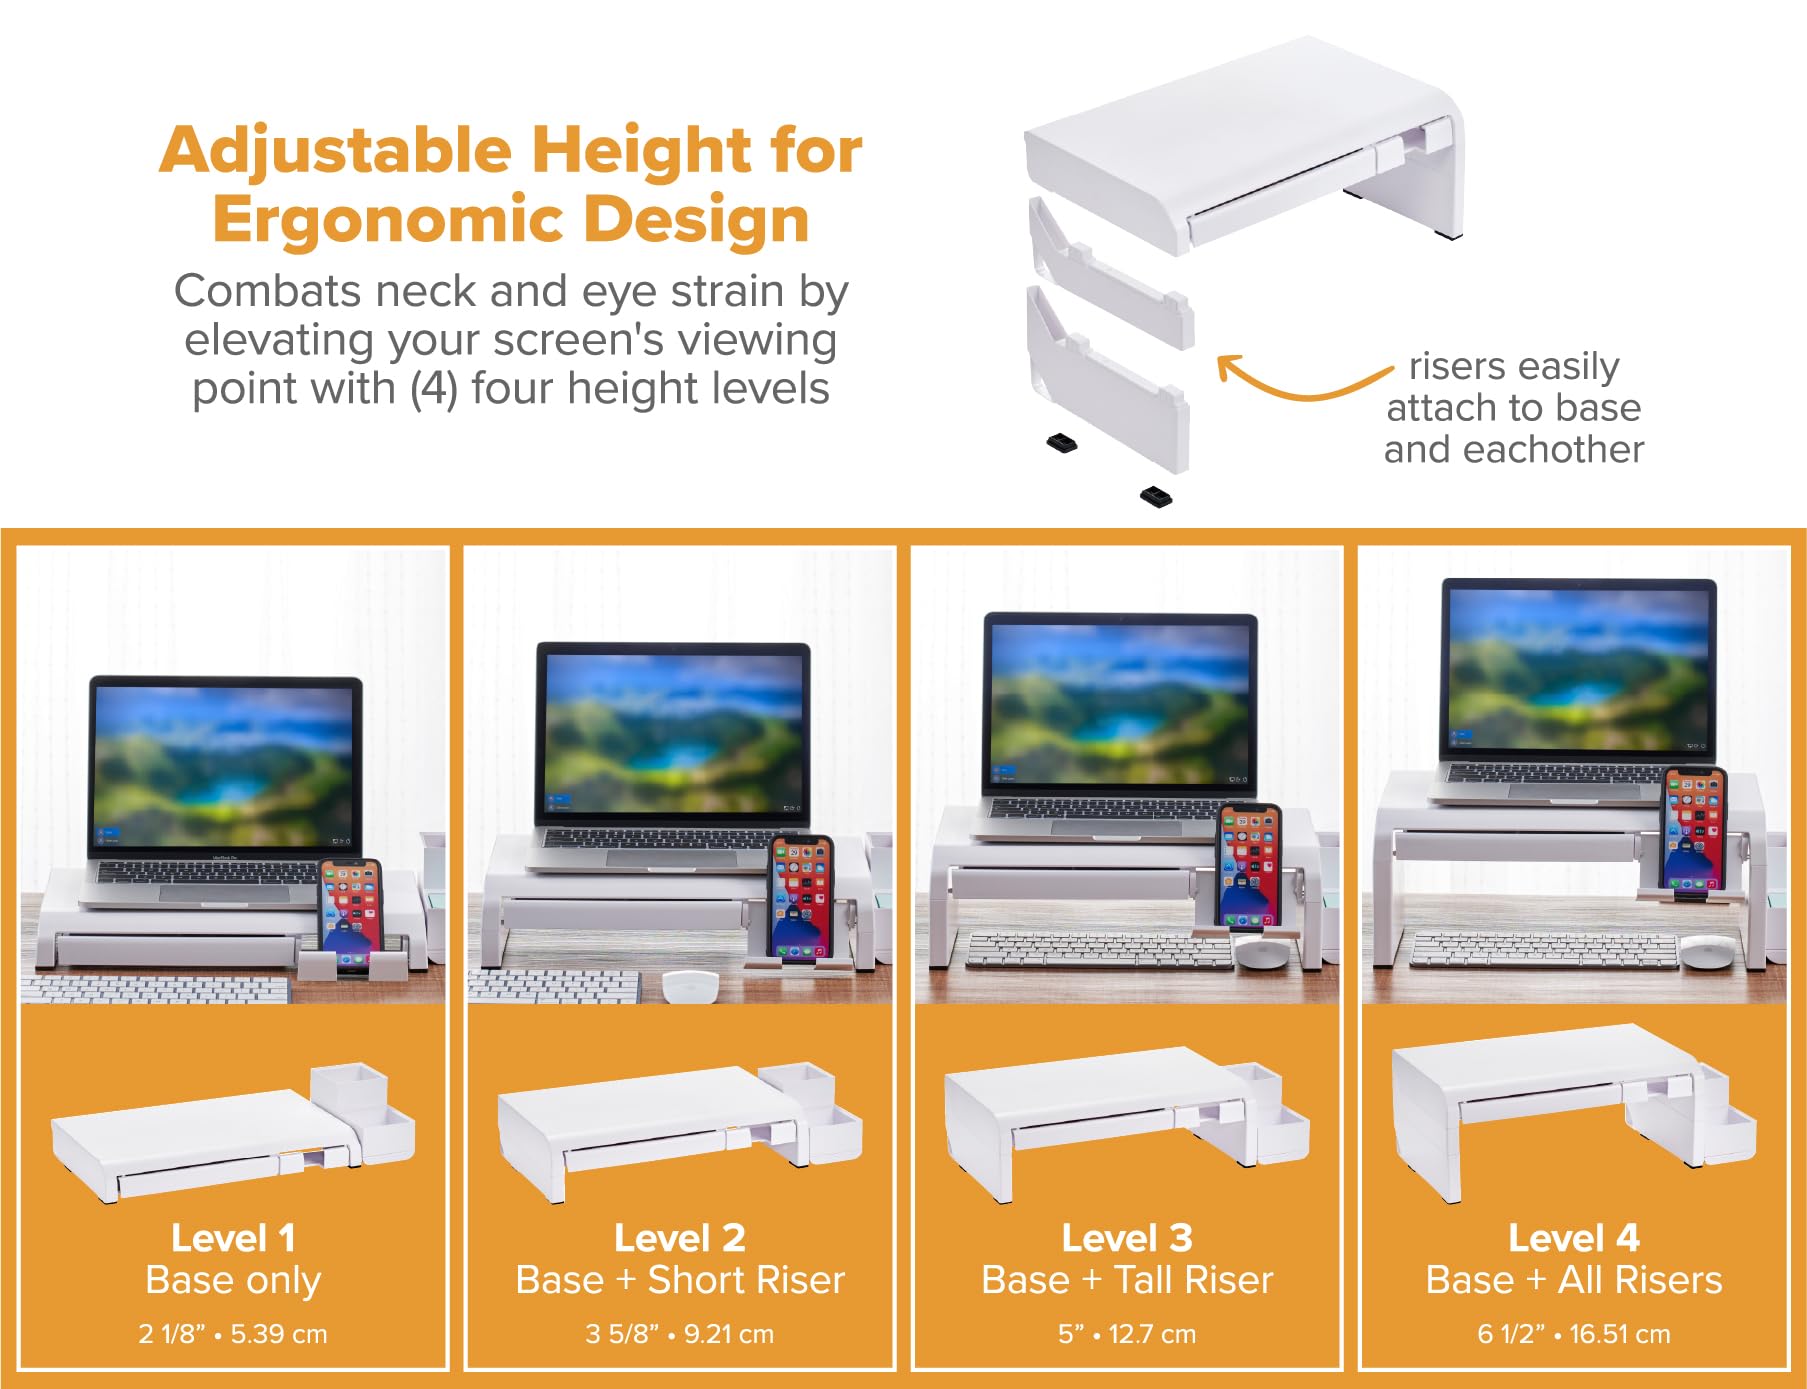 Adjustable Height for
Ergonomic Design
Combats neck and eye strain by
elevating your screen's viewing
point with (4) four height levels
risers easily
attach to base
and eachother
Level 1
Base only
2 1/8” • 5.39 cm
Level 2
Base + Short Riser
3 5/8” • 9.21 cm
Level 3
Base + Tall Riser
5” • 12.7 cm
Level 4
Base + All Risers
6 1/2” • 16.51 cm